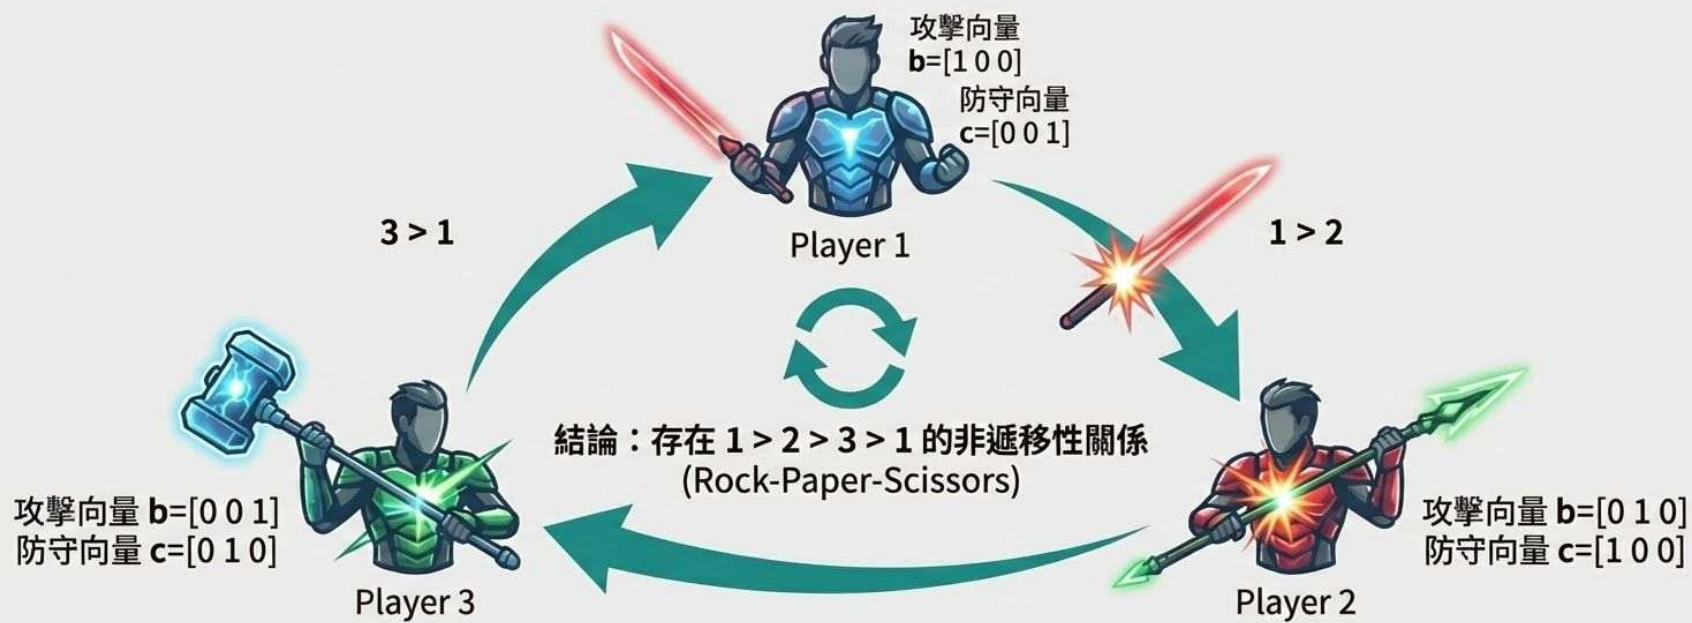 攻擊向量
b=[1 0 0]
防守向量
c=[0 0 1]
Player 1
3 > 1
1 > 2
結論：存在 1 > 2 > 3 > 1 的非遞移性關係
(Rock-Paper-Scissors)
攻擊向量 b=[0 0 1]
防守向量 c=[0 1 0]
Player 3
攻擊向量 b=[0 1 0]
防守向量 c=[1 0 0]
Player 2